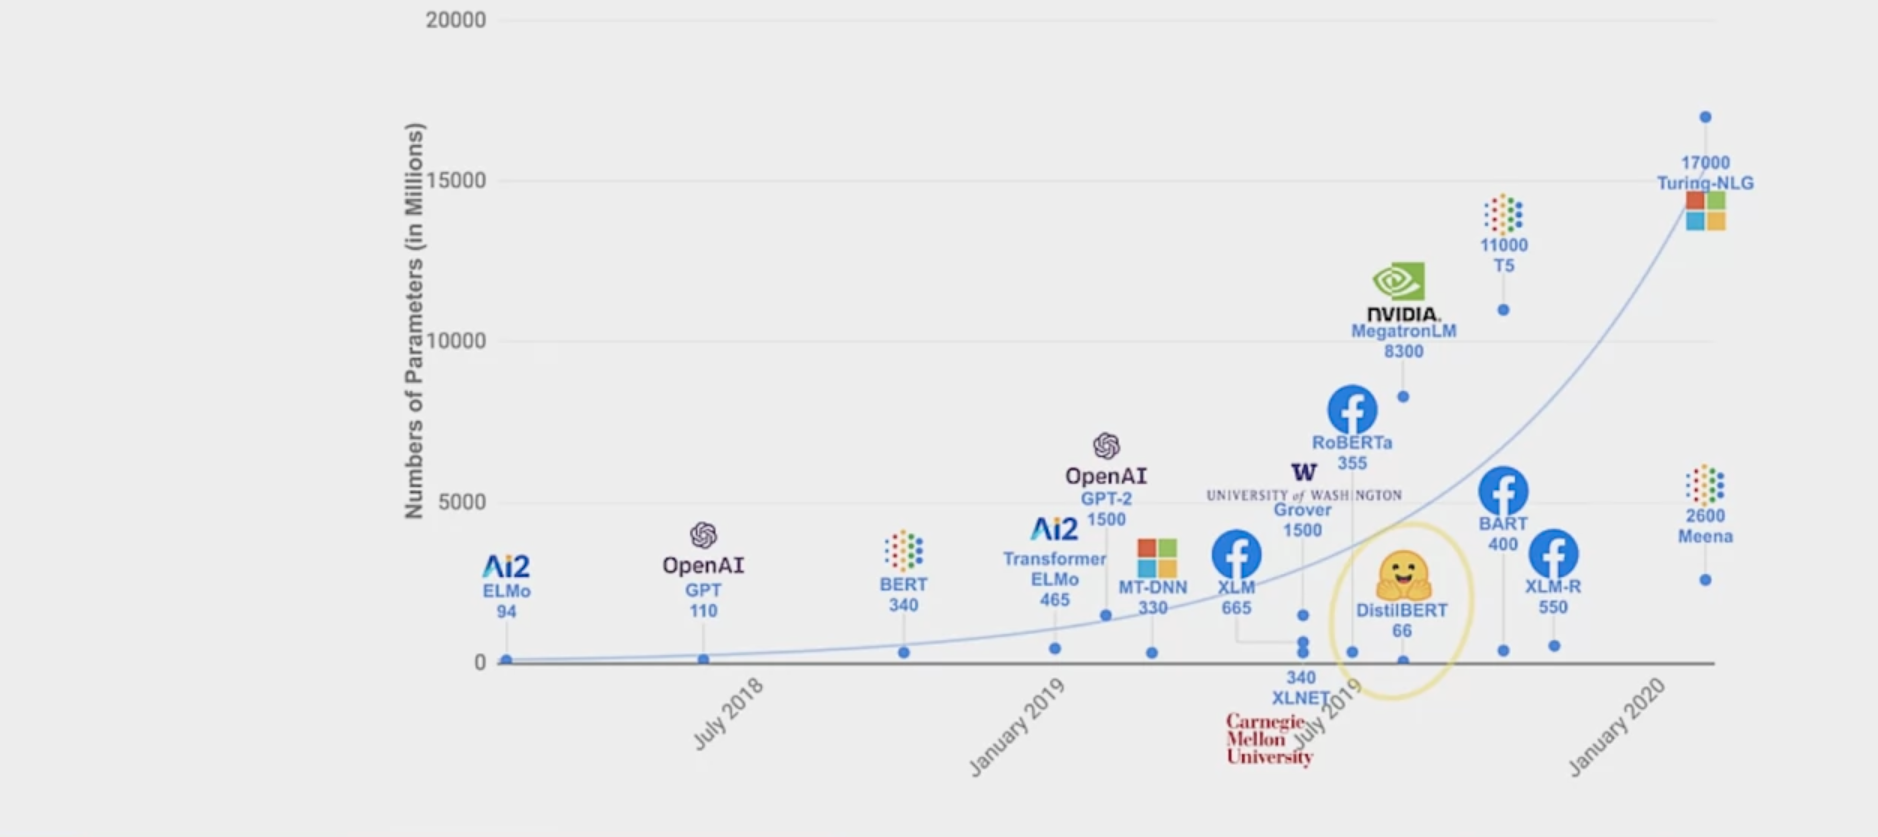 20000
15000
10000
5000
0
Numbers of Parameters (in Millions)
Ai2
ELMo
94
OpenAI
GPT
110
BERT
340
Ai2
Transformer
ELMo
465
OpenAI
GPT-2
1500
MT-DNN
330
XLM
665
W
UNIVERSITY of WASHINGTON
Grover
1500
340
XLNET
Carnegie
Mellon
University
RoBERTa
355
NVIDIA.
MegatronLM
8300
DistilBERT
66
11000
T5
BART
400
XLM-R
550
17000
Turing-NLG
2600
Meena
July 2018
January 2019
July 2019
January 2020